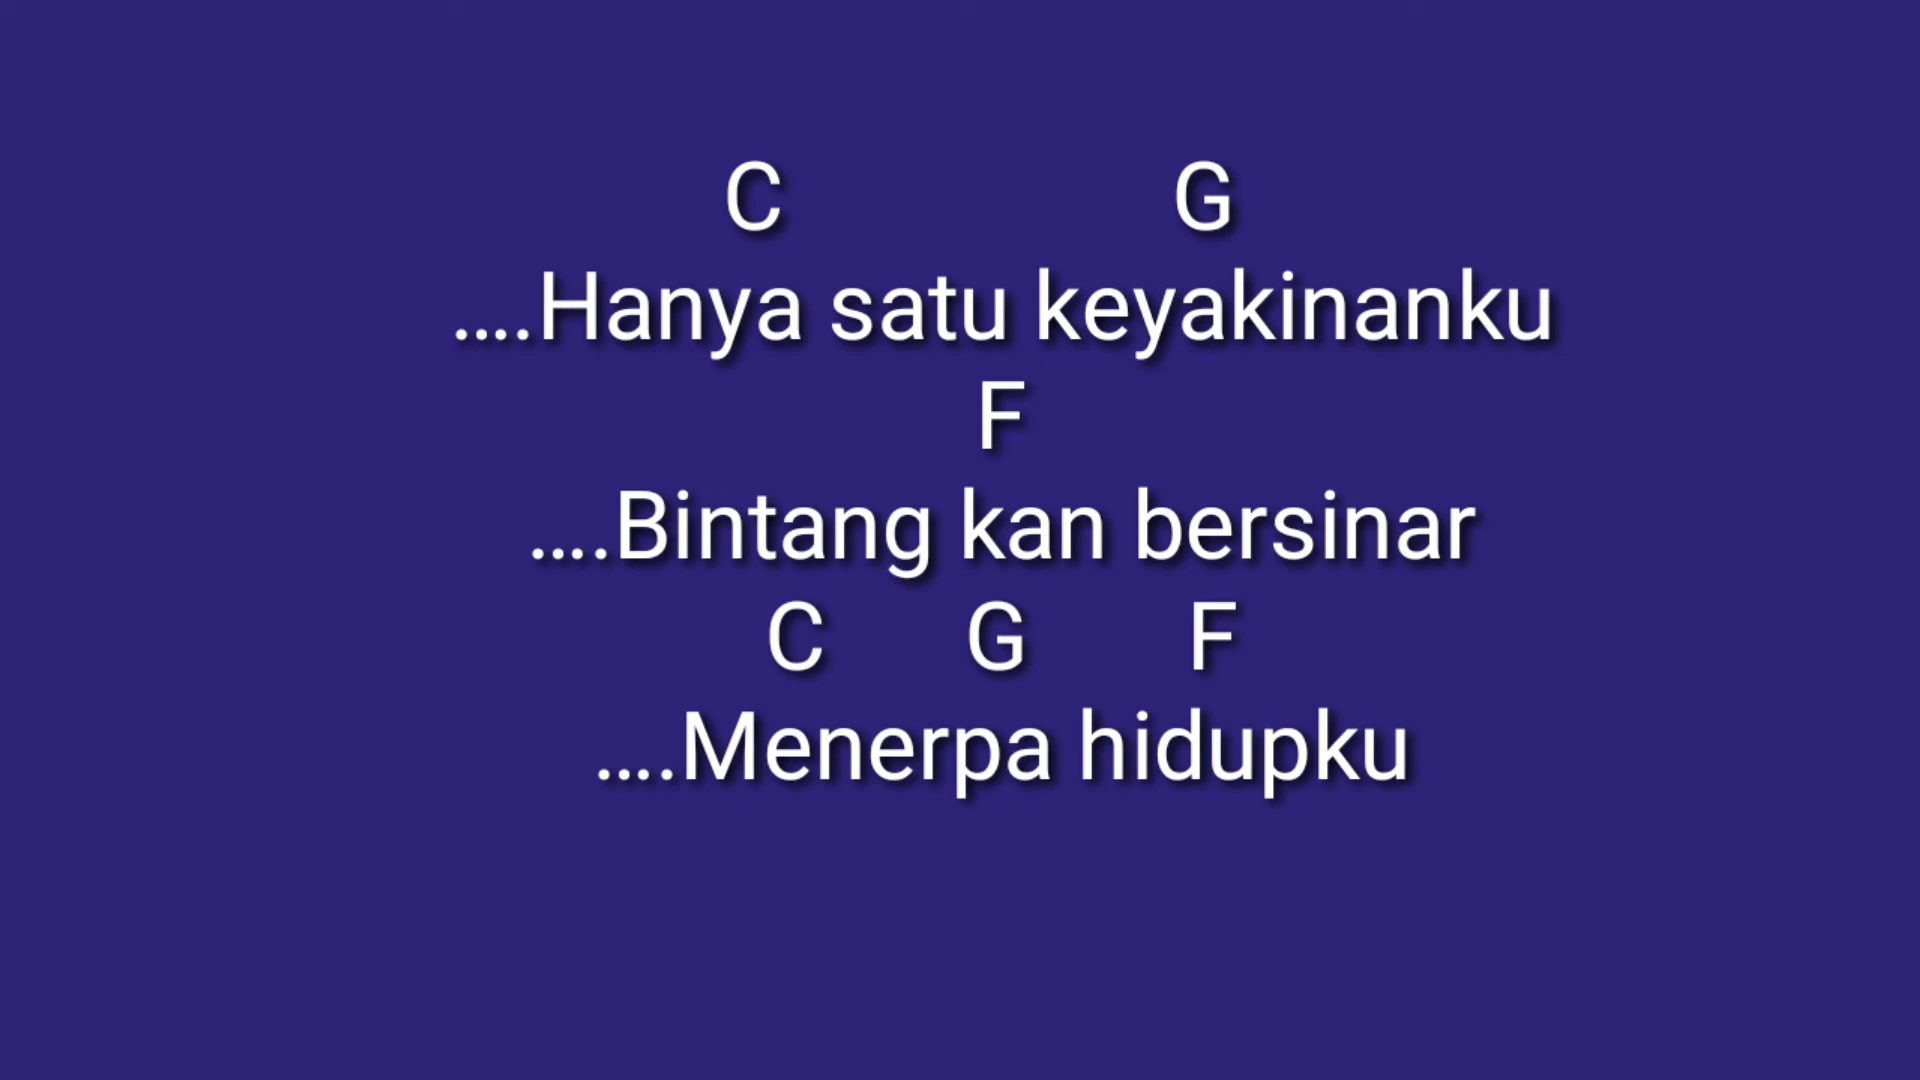 C G
....Hanya satu keyakinanku
F
....Bintang kan bersinar
C G F
....Menerpa hidupku